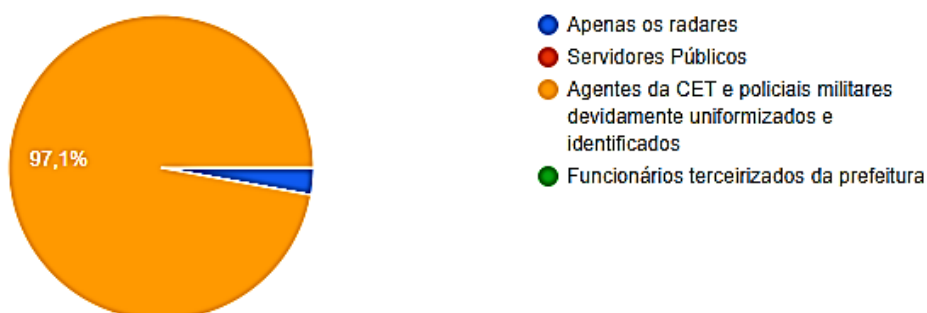 Apenas os radares
Servidores Públicos
Agentes da CET e policiais militares
devidamente uniformizados e
identificados
Funcionários terceirizados da prefeitura
97,1%